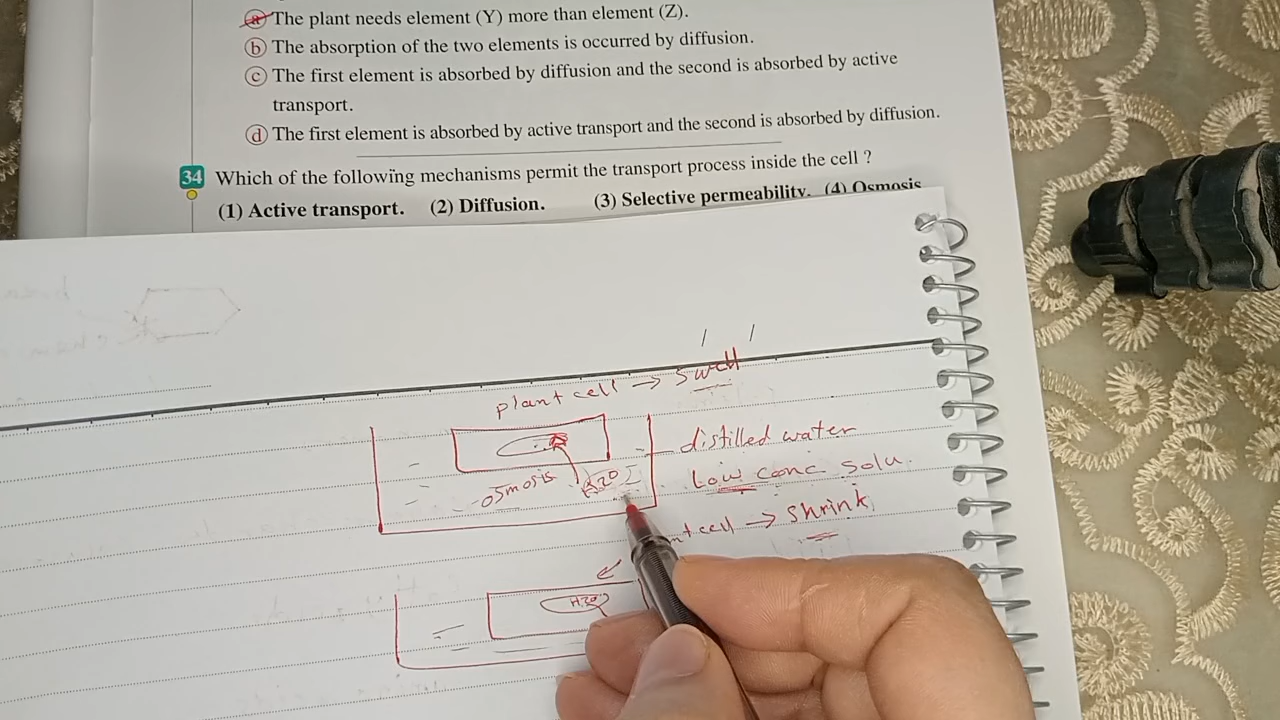 a The plant needs element (Y) more than element (Z).
b The absorption of the two elements is occurred by diffusion.
c The first element is absorbed by diffusion and the second is absorbed by active
transport.
d The first element is absorbed by active transport and the second is absorbed by diffusion.
34 Which of the following mechanisms permit the transport process inside the cell ?
(1) Active transport. (2) Diffusion. (3) Selective permeability. (4) Osmosis
plant cell → swell
distilled water
osmosis H2O
Low conc solu.
cell → shrink
H2O